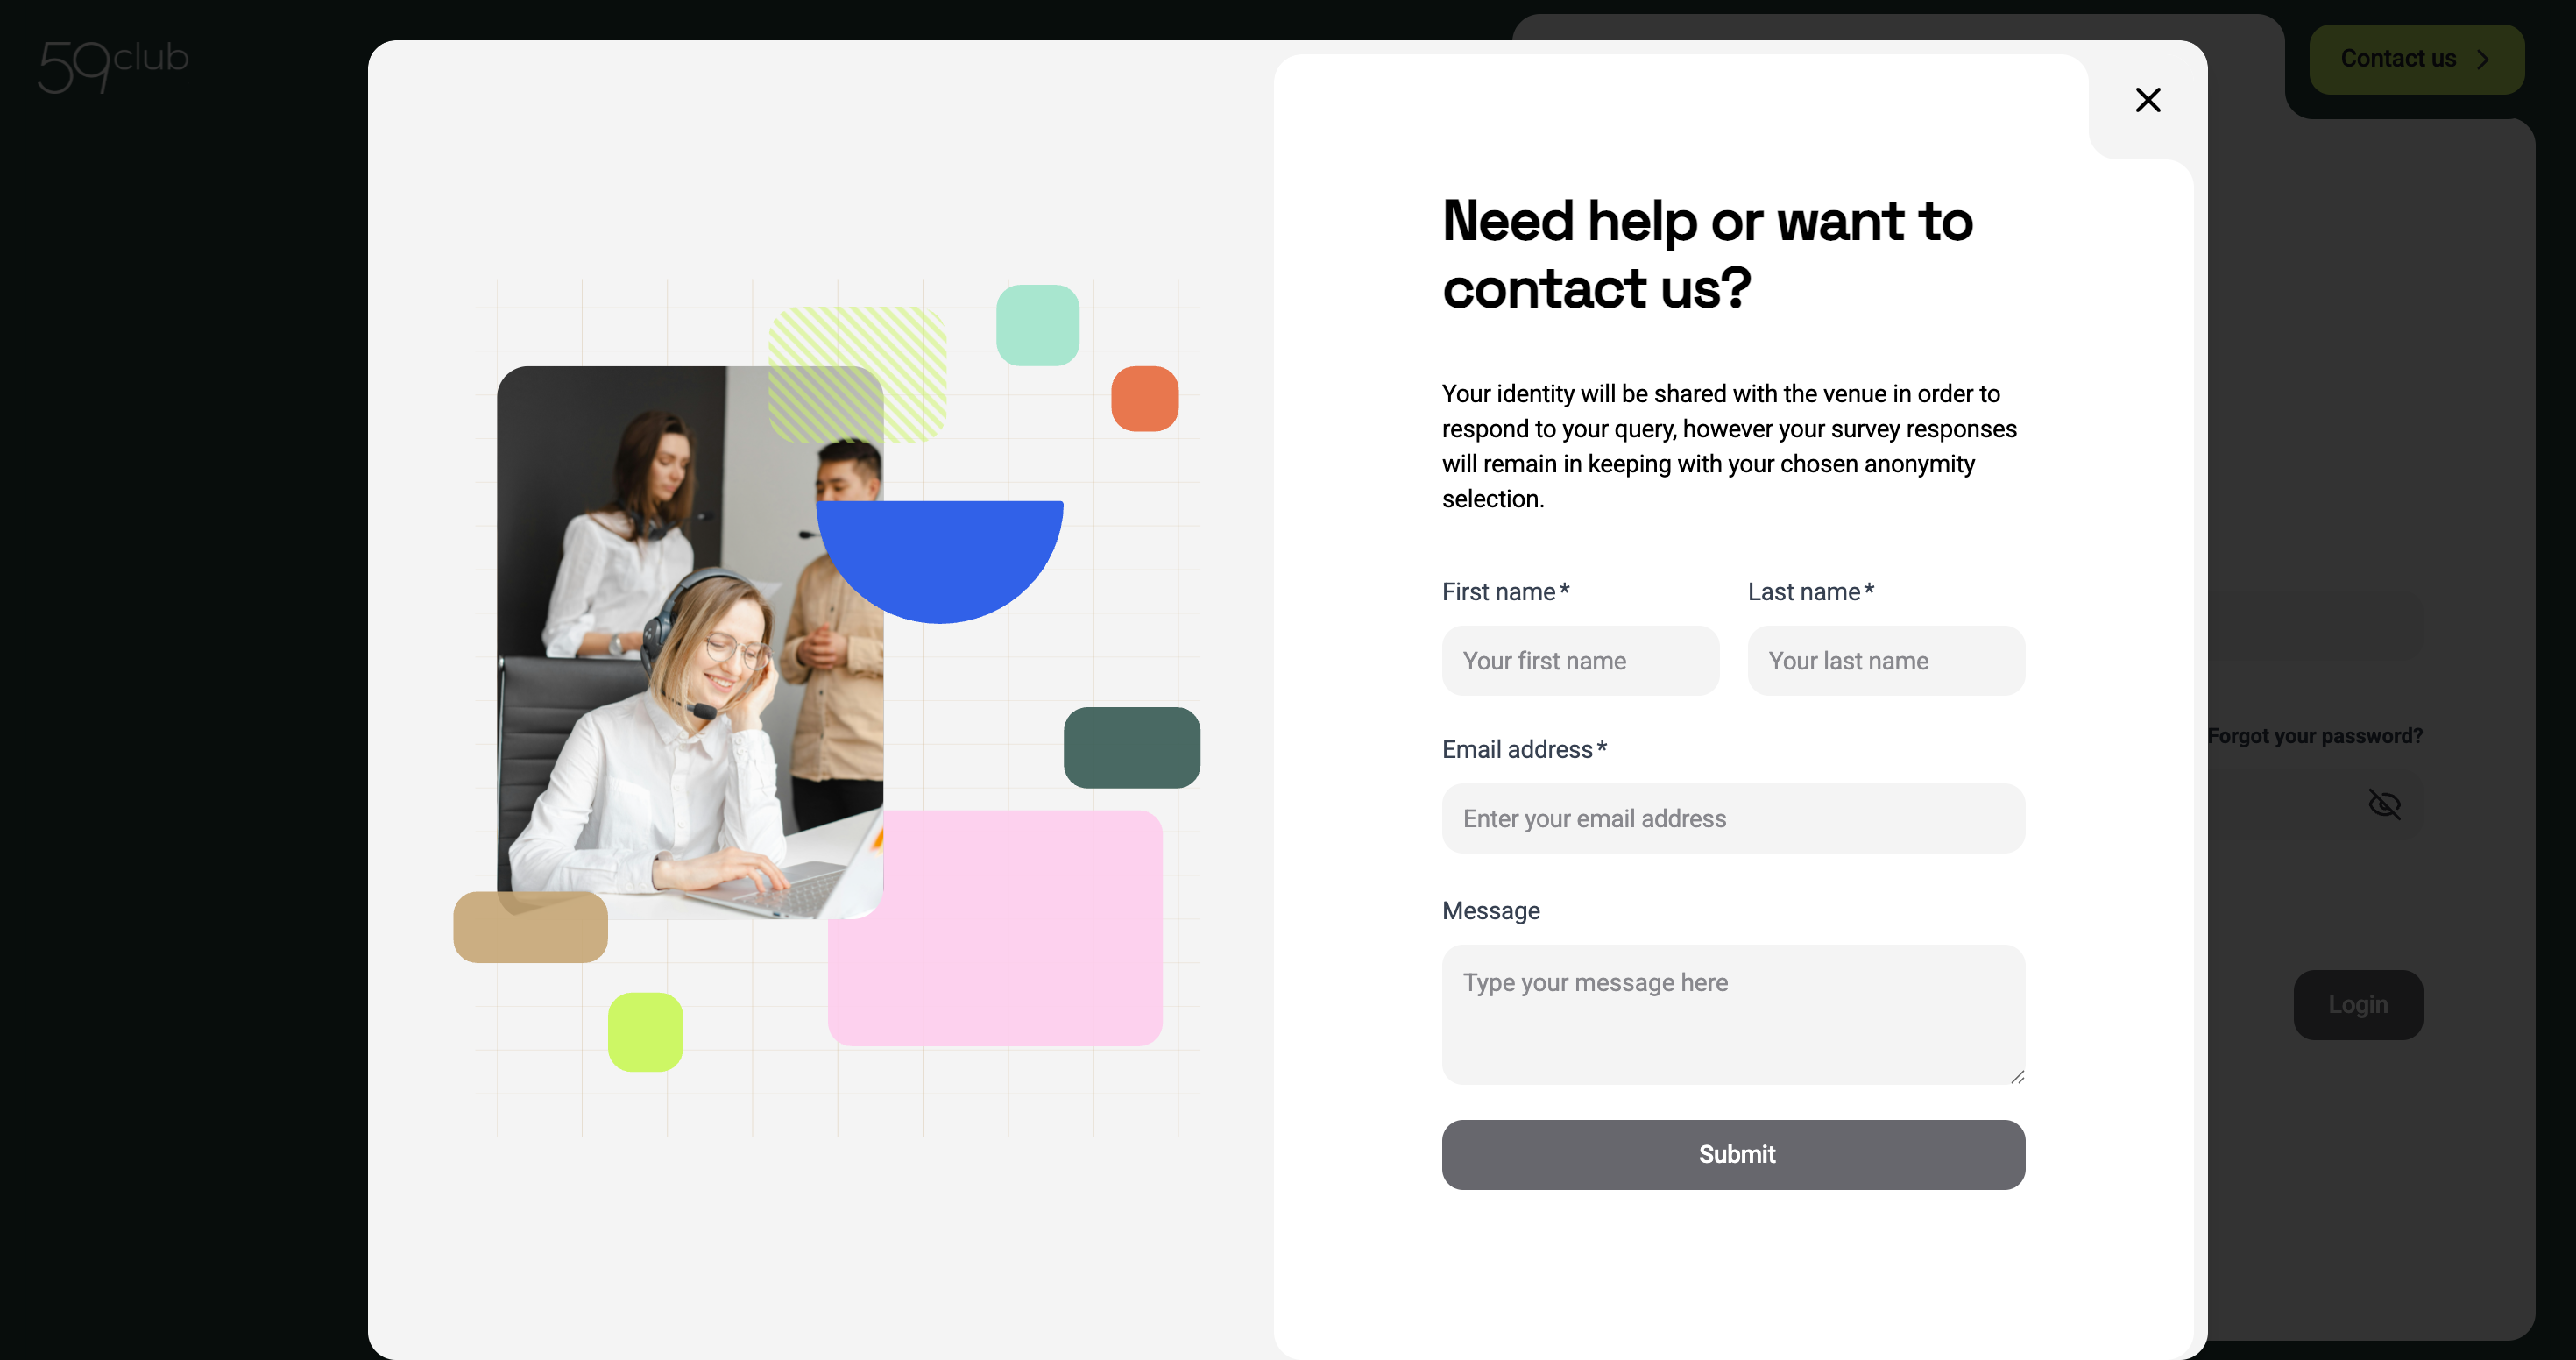 59club
Contact us
Need help or want to
contact us?
Your identity will be shared with the venue in order to
respond to your query, however your survey responses
will remain in keeping with your chosen anonymity
selection.
First name* Last name*
Your first name Your last name
Forgot your password?
Email address*
Enter your email address
Message
Type your message here
Login
Submit